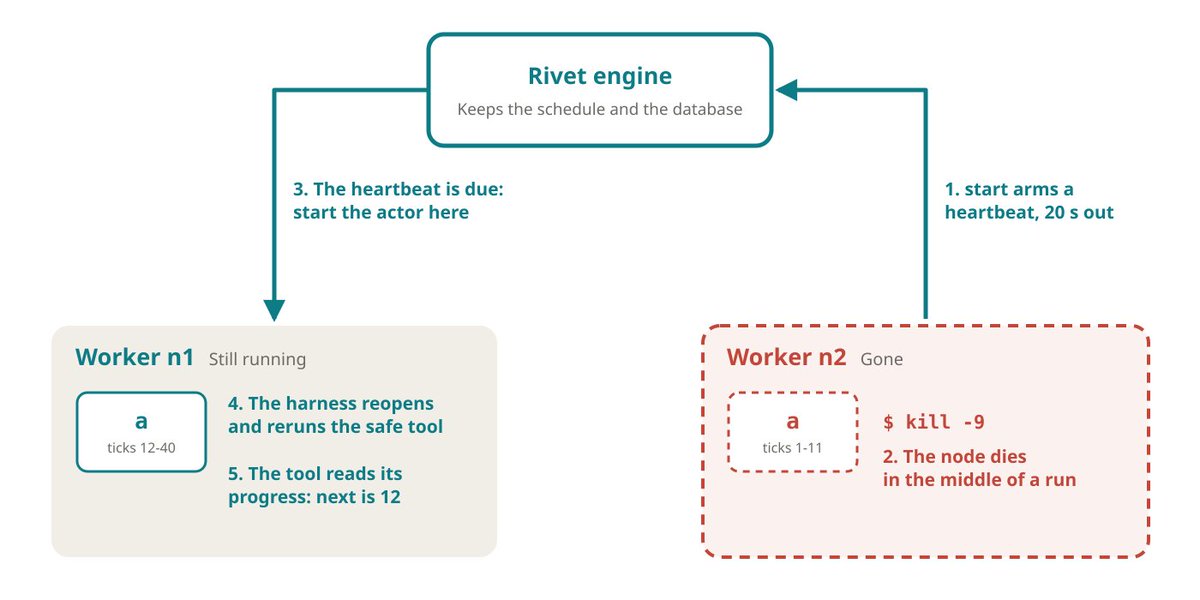 Rivet engine
Keeps the schedule and the database
3. The heartbeat is due:
start the actor here
1. start arms a
heartbeat, 20 s out
Worker n1 Still running
a
ticks 12-40
4. The harness reopens
and reruns the safe tool
5. The tool reads its
progress: next is 12
Worker n2 Gone
a
ticks 1-11
$ kill -9
2. The node dies
in the middle of a run